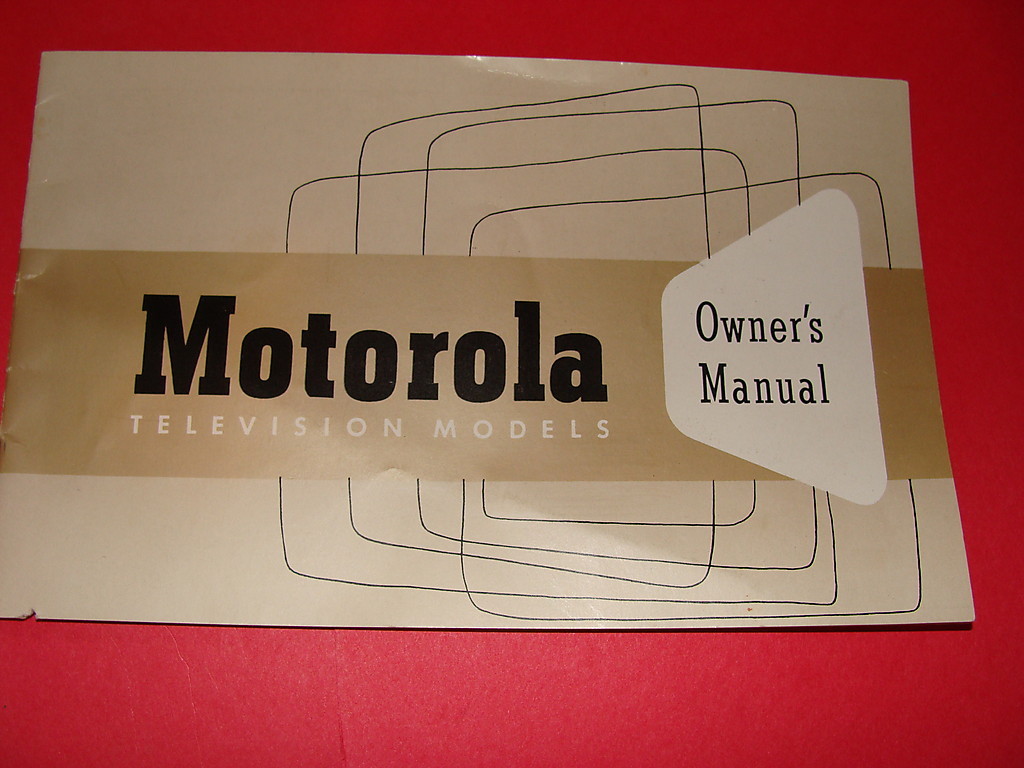 Motorola
TELEVISION MODELS
Owner's
Manual